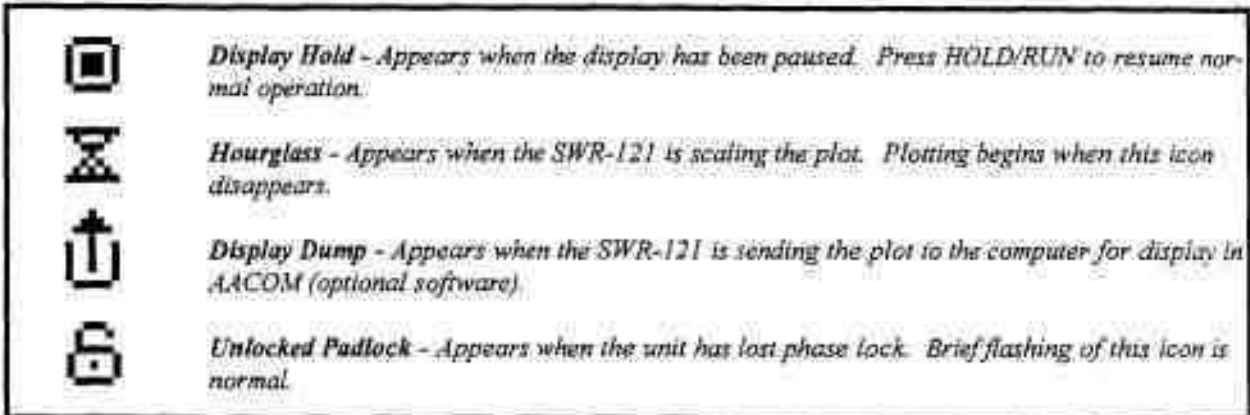 Display Hold - Appears when the display has been paused. Press HOLD/RUN to resume nor-
mal operation.
Hourglass - Appears when the SWR-121 is scaling the plot. Plotting begins when this icon
disappears.
Display Dump - Appears when the SWR-121 is sending the plot to the computer for display in
AACOM (optional software).
Unlocked Padlock - Appears when the unit has lost phase lock. Brief flashing of this icon is
normal.